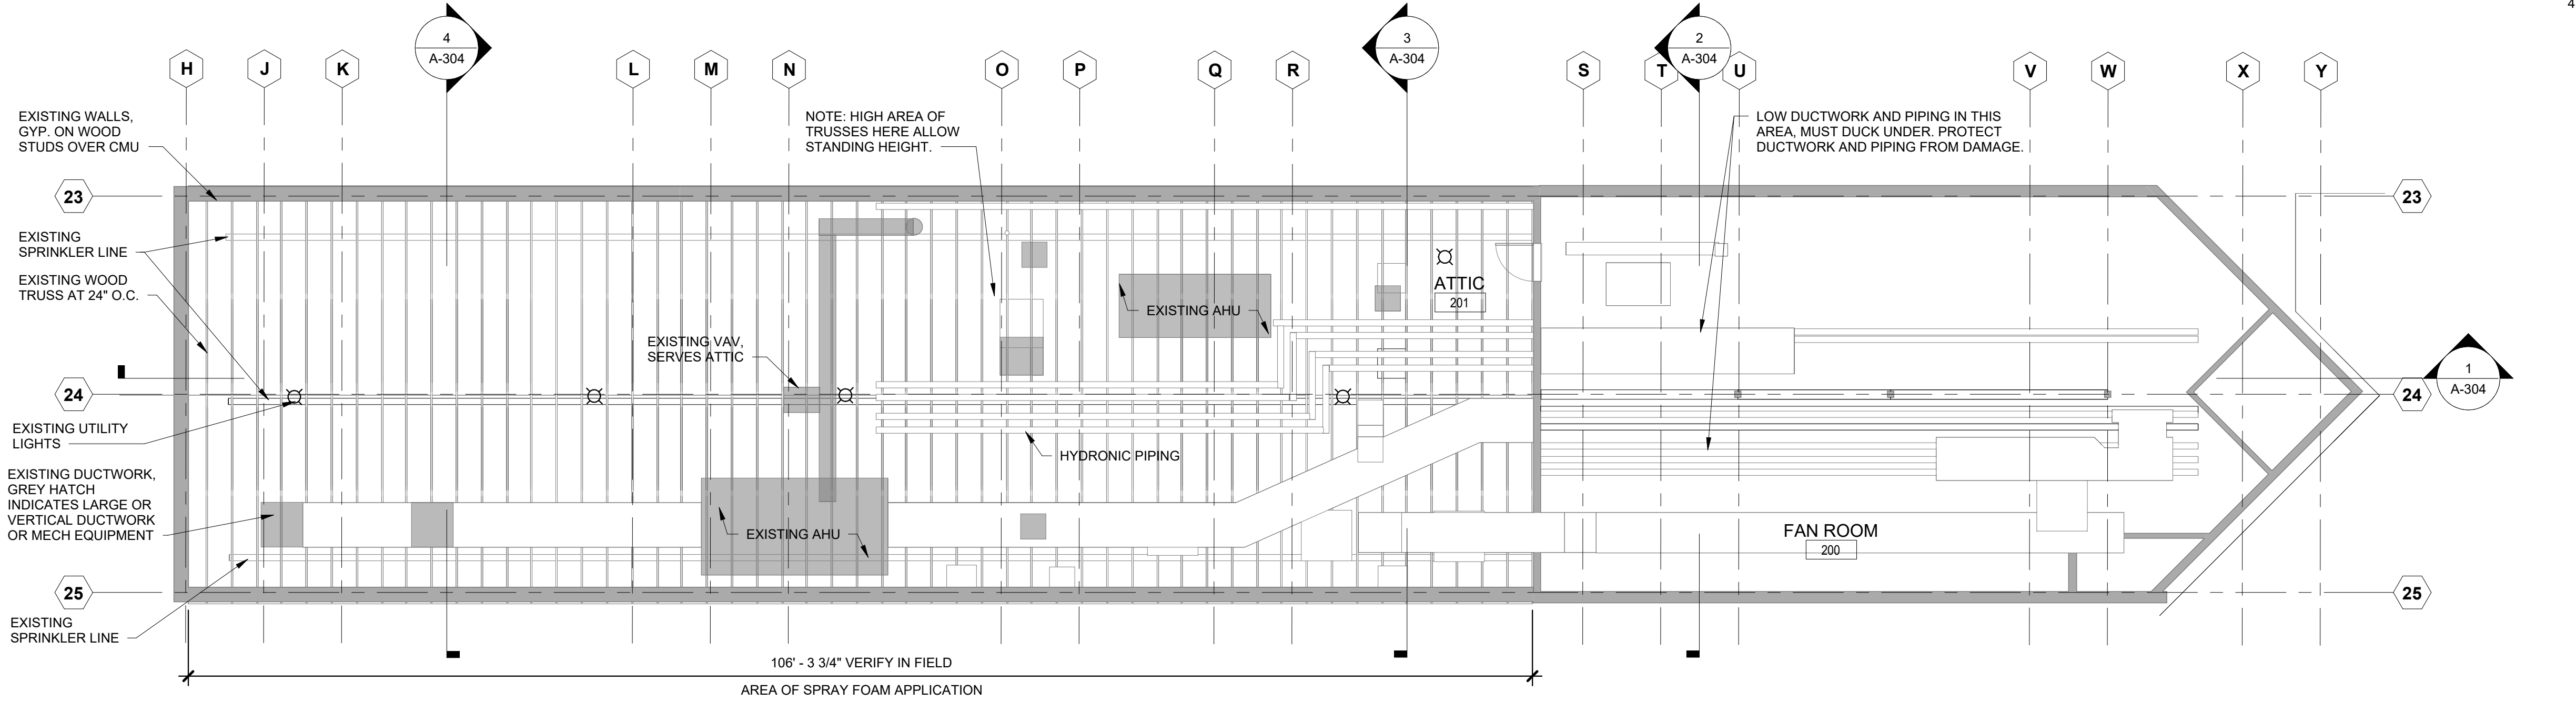 4
4
A-304
3
A-304
2
A-304
H
J
K
L
M
N
O
P
Q
R
S
T
U
V
W
X
Y
EXISTING WALLS,
GYP. ON WOOD
STUDS OVER CMU
NOTE: HIGH AREA OF
TRUSSES HERE ALLOW
STANDING HEIGHT.
LOW DUCTWORK AND PIPING IN THIS
AREA, MUST DUCK UNDER. PROTECT
DUCTWORK AND PIPING FROM DAMAGE.
23
23
EXISTING
SPRINKLER LINE
EXISTING WOOD
TRUSS AT 24" O.C.
ATTIC
201
EXISTING AHU
EXISTING VAV,
SERVES ATTIC
1
A-304
24
24
EXISTING UTILITY
LIGHTS
HYDRONIC PIPING
EXISTING DUCTWORK,
GREY HATCH
INDICATES LARGE OR
VERTICAL DUCTWORK
OR MECH EQUIPMENT
EXISTING AHU
FAN ROOM
200
25
25
EXISTING
SPRINKLER LINE
106' - 3 3/4" VERIFY IN FIELD
AREA OF SPRAY FOAM APPLICATION